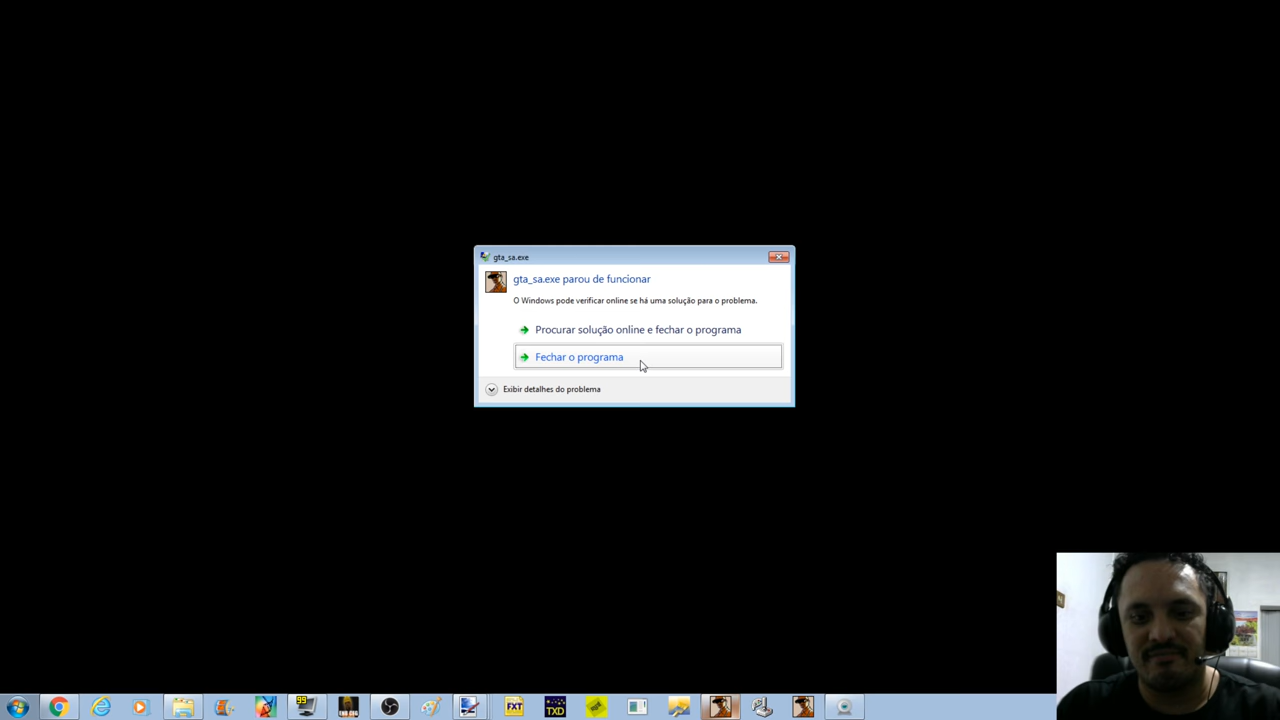 gta_sa.exe
gta_sa.exe parou de funcionar
O Windows pode verificar online se há uma solução para o problema.
Procurar solução online e fechar o programa
Fechar o programa
Exibir detalhes do problema
99
FXT
TXD